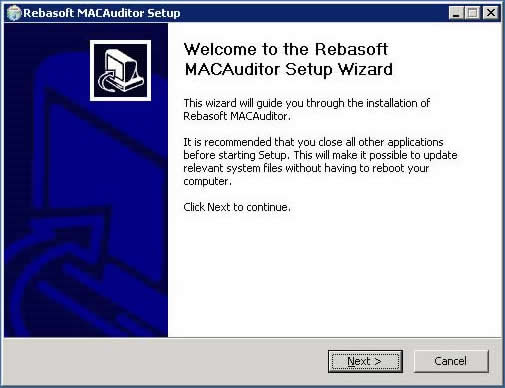 Rebasoft MACAuditor Setup
Welcome to the Rebasoft
MACAuditor Setup Wizard
This wizard will guide you through the installation of
Rebasoft MACAuditor.
It is recommended that you close all other applications
before starting Setup. This will make it possible to update
relevant system files without having to reboot your
computer.
Click Next to continue.
Next >
Cancel